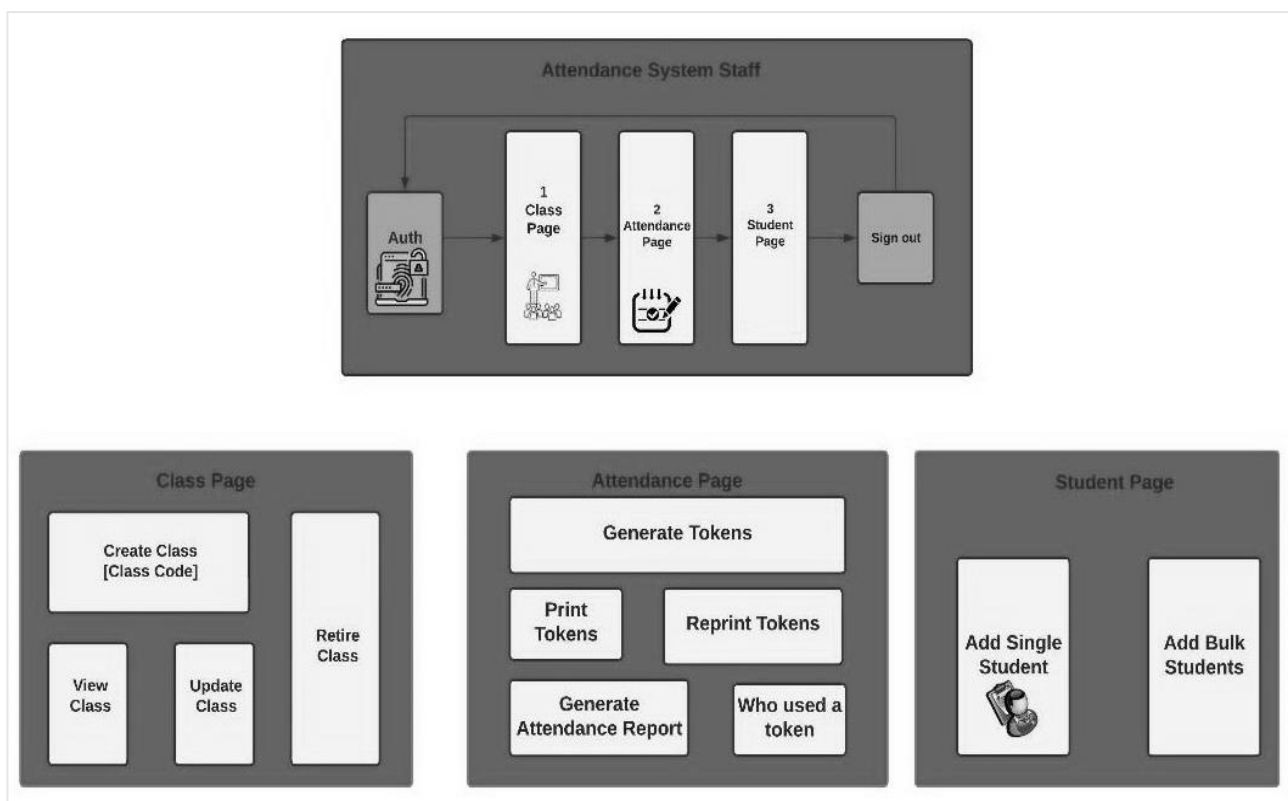 Attendance System Staff
Auth
1
Class
Page
2
Attendance
Page
3
Student
Page
Sign out
Class Page
Create Class
[Class Code]
Retire
Class
View
Class
Update
Class
Attendance Page
Generate Tokens
Print
Tokens
Reprint Tokens
Generate
Attendance Report
Who used a
token
Student Page
Add Single
Student
Add Bulk
Students